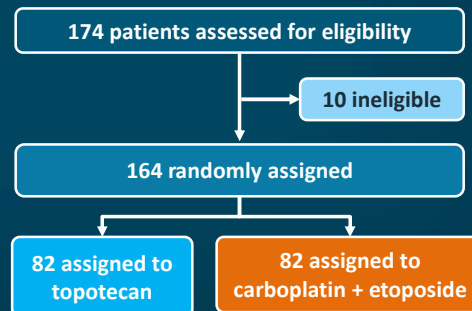 174 patients assessed for eligibility
10 ineligible
164 randomly assigned
82 assigned to
topotecan
82 assigned to
carboplatin + etoposide